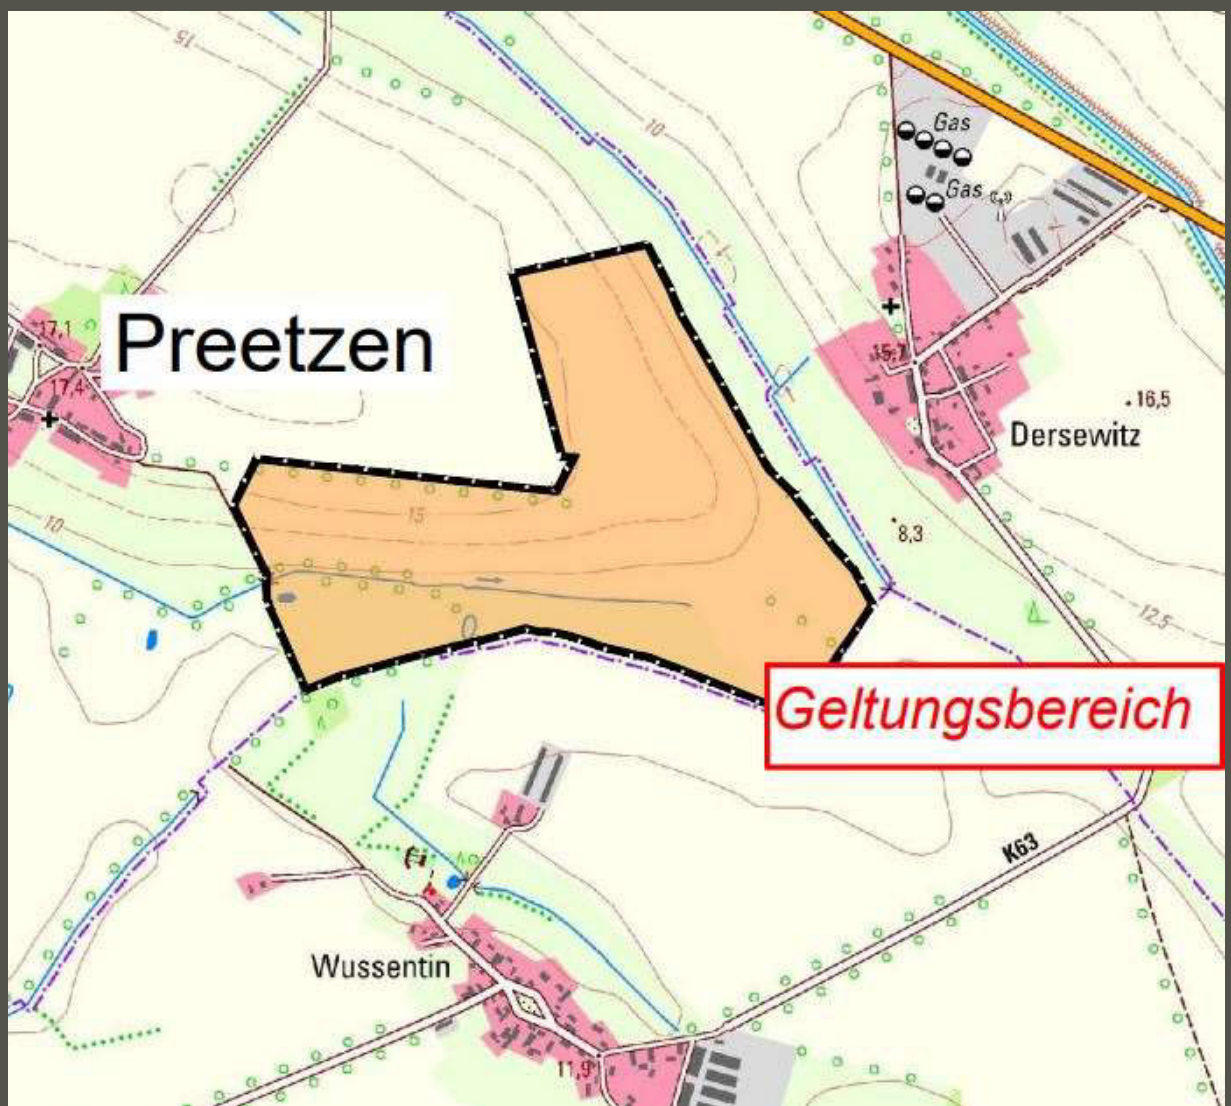 15
10
Gas
Gas
17,1
Preetzen
15,7
17,4
16,5
Dersewitz
15
10
8,3
12,5
Geltungsbereich
K63
Wussentin
11,9